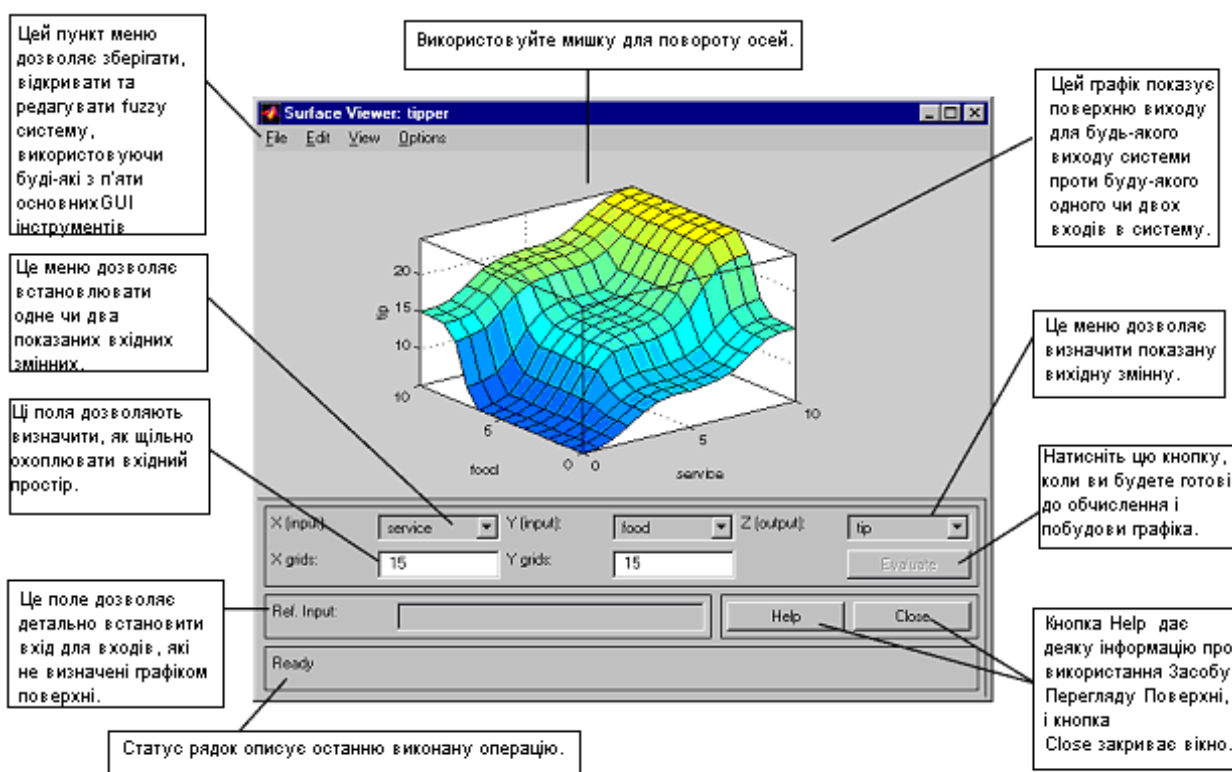 Цей пункт меню
дозволяє зберігати,
відкривати та
редагувати fuzzy
систему,
використовуючи
буді-які з п'яти
основних GUI
інструментів
Використовуйте мишку для повороту осей.
Цей графік показує
поверхню виходу
для будь-якого
виходу системи
проти буду-якого
одного чи двох
входів в систему.
Surface Viewer: tipper
File Edit View Options
Це меню дозволяє
встановлювати
одне чи два
показаних вхідних
змінних.
Ці поля дозволяють
визначити, як щільно
охоплювати вхідний
простір.
Це поле дозволяє
детально встановити
вхід для входів, які
не визначені графіком
поверхні.
tip
20
15
10
10
5
0
food
0
5
10
service
Це меню дозволяє
визначити показану
вихідну змінну.
Натисніть цю кнопку,
коли ви будете готові
до обчислення і
побудови графіка.
X (input): service Y (input): food Z (output): tip
X grids: 15 Y grids: 15 Evaluate
Ref. Input: Help Close
Ready
Кнопка Help дає
деяку інформацію про
використання Засобу
Перегляду Поверхні,
і кнопка
Close закриває вікно.
Статус рядок описує останню виконану операцію.